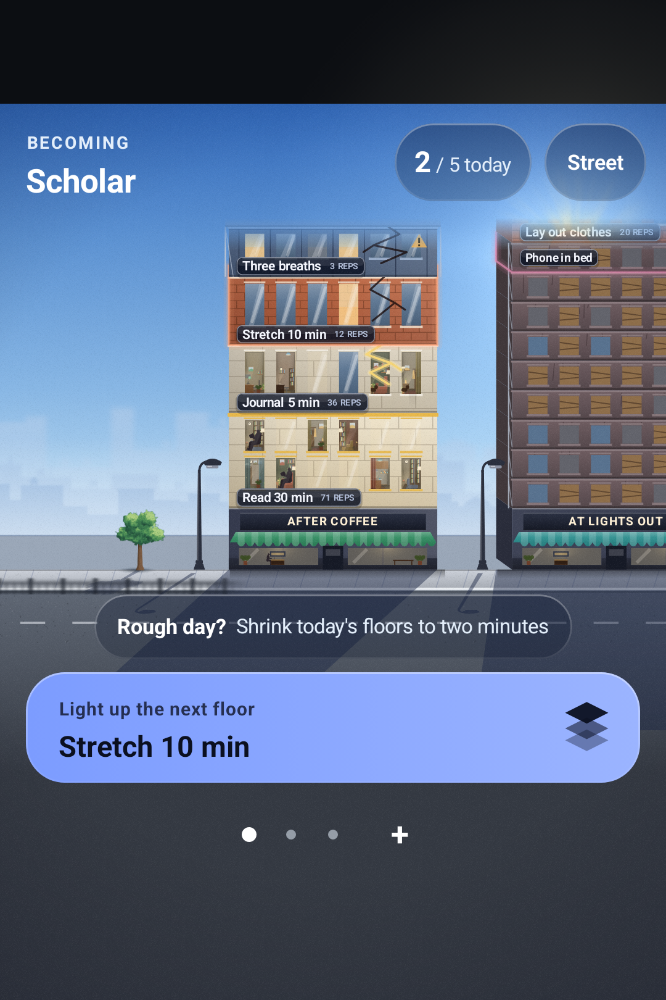 BECOMING
Scholar
2 / 5 today
Street
Three breaths 3 REPS
Stretch 10 min 12 REPS
Journal 5 min 36 REPS
Read 30 min 71 REPS
AFTER COFFEE
Lay out clothes 20 REPS
Phone in bed
AT LIGHTS OUT
Rough day? Shrink today's floors to two minutes
Light up the next floor
Stretch 10 min